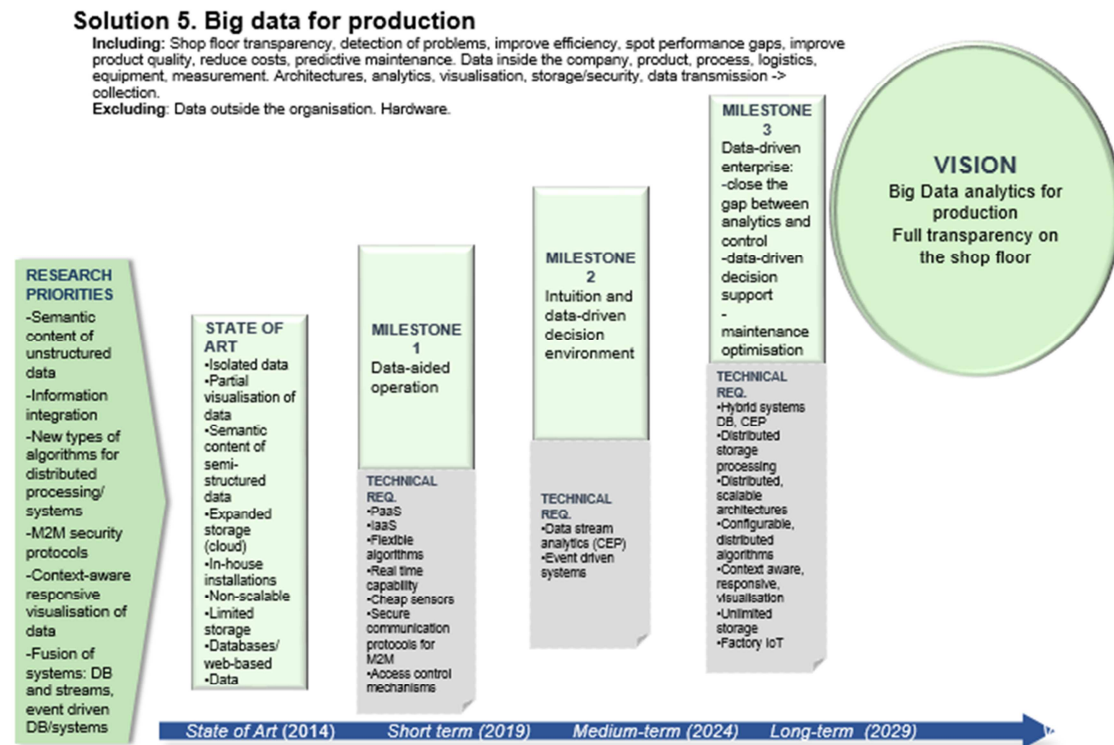 Solution 5. Big data for production
Including: Shop floor transparency, detection of problems, improve efficiency, spot performance gaps, improve
product quality, reduce costs, predictive maintenance. Data inside the company, product, process, logistics,
equipment, measurement. Architectures, analytics, visualisation, storage/security, data transmission ->
collection.
Excluding: Data outside the organisation. Hardware.
RESEARCH
PRIORITIES
-Semantic
content of
unstructured
data
-Information
integration
-New types of
algorithms for
distributed
processing/
systems
-M2M security
protocols
-Context-aware
responsive
visualisation of
data
-Fusion of
systems: DB
and streams,
event driven
DB/systems
STATE OF
ART
•Isolated data
•Partial
visualisation of
data
•Semantic
content of
semi-
structured
data
•Expanded
storage
(cloud)
•In-house
installations
•Non-scalable
•Limited
storage
•Databases/
web-based
•Data
MILESTONE
1
Data-aided
operation
TECHNICAL
REQ.
•PaaS
•IaaS
•Flexible
algorithms
•Real time
capability
•Cheap sensors
•Secure
communication
protocols for
M2M
•Access control
mechanisms
MILESTONE
2
Intuition and
data-driven
decision
environment
TECHNICAL
REQ.
•Data stream
analytics (CEP)
•Event driven
systems
MILESTONE
3
Data-driven
enterprise:
-close the
gap between
analytics and
control
-data-driven
decision
support
-
maintenance
optimisation
TECHNICAL
REQ.
•Hybrid systems
DB, CEP
•Distributed
storage
processing
•Distributed,
scalable
architectures
•Configurable,
distributed
algorithms
•Context aware,
responsive,
visualisation
•Unlimited
storage
•Factory IoT
VISION
Big Data analytics for
production
Full transparency on
the shop floor
State of Art (2014) Short term (2019) Medium-term (2024) Long-term (2029)